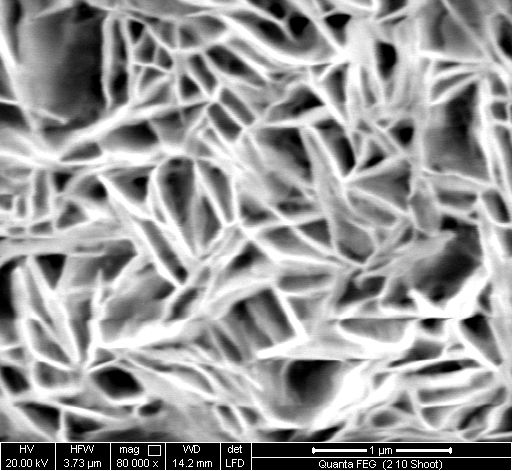 HV HFW mag □ WD det
20.00 kV 3.73 µm 80 000 x 14.2 mm LFD
1 µm
Quanta FEG (2 10 Shoot)